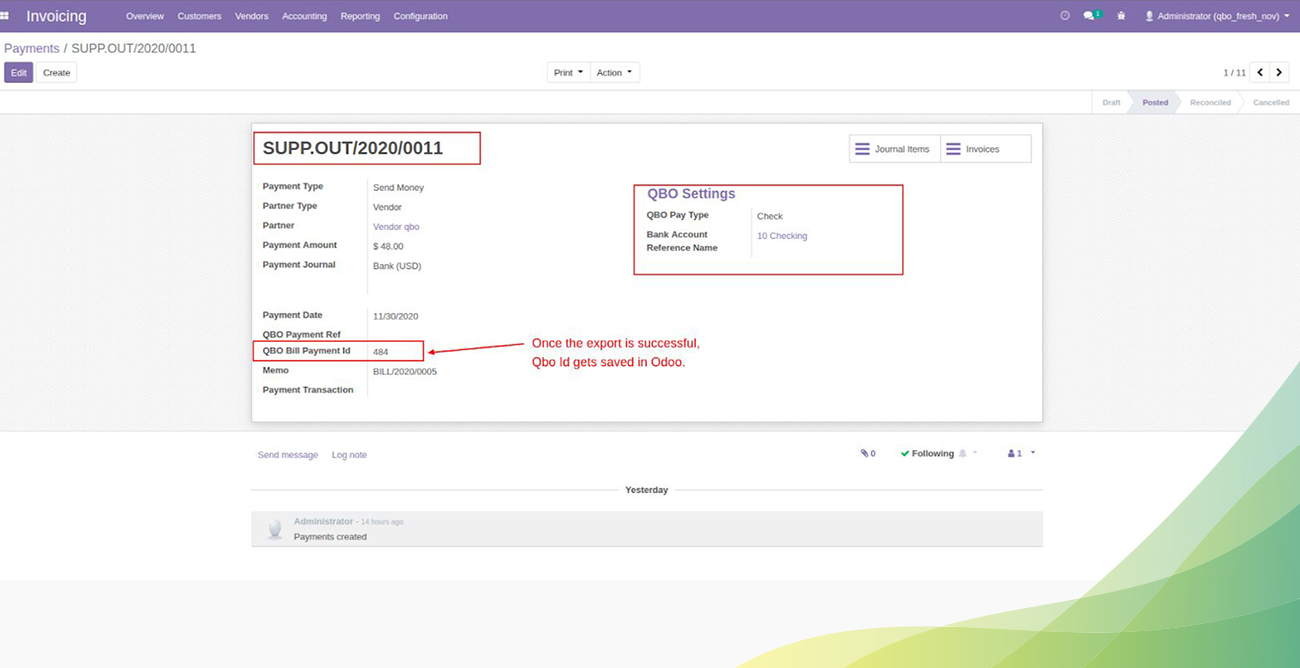 Invoicing Overview Customers Vendors Accounting Reporting Configuration 1 Administrator (qbo_fresh_nov)
Payments / SUPP.OUT/2020/0011
Edit Create Print Action 1 / 11
Draft Posted Reconciled Cancelled
SUPP.OUT/2020/0011
Journal Items Invoices
Payment Type Send Money
Partner Type Vendor
Partner Vendor qbo
Payment Amount $ 48.00
Payment Journal Bank (USD)
QBO Settings
QBO Pay Type Check
Bank Account 10 Checking
Reference Name
Payment Date 11/30/2020
QBO Payment Ref
QBO Bill Payment Id 484
Memo BILL/2020/0005
Payment Transaction
Once the export is successful,
Qbo Id gets saved in Odoo.
Send message Log note 0 Following 1
Yesterday
Administrator - 14 hours ago
Payments created